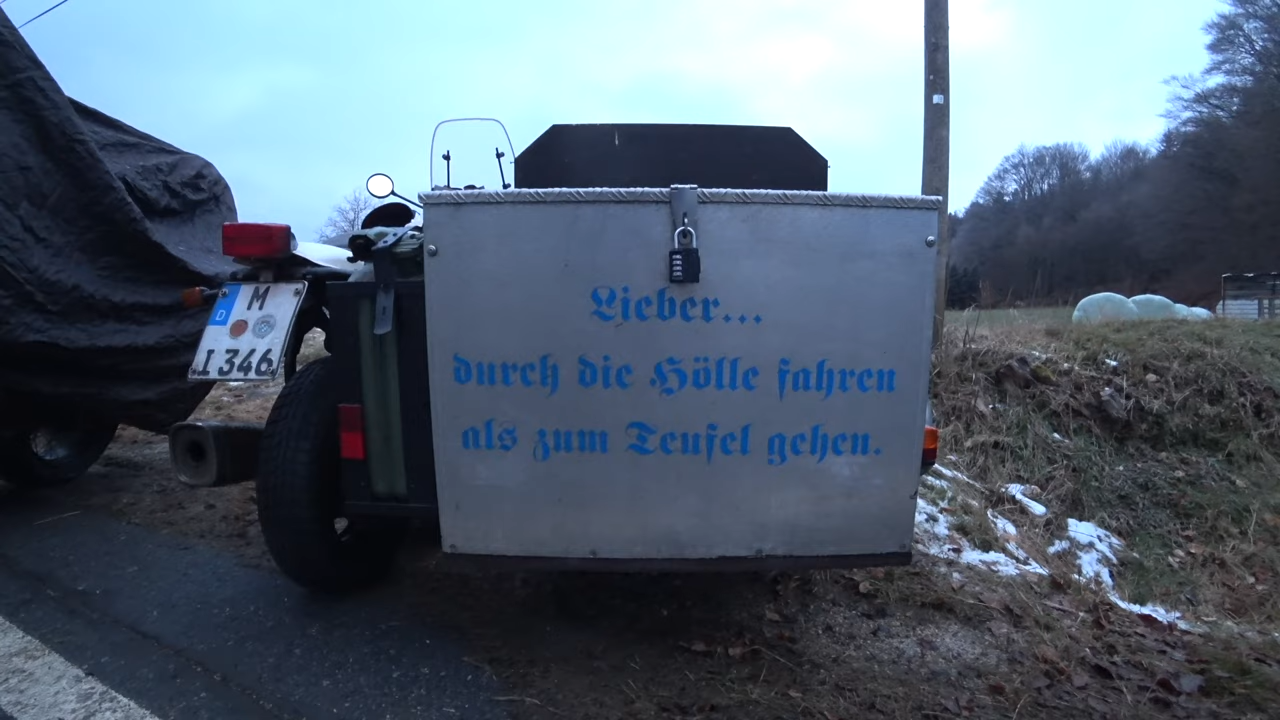 Lieber...
durch die Hölle fahren
als zum Teufel gehen.
D
M
I 346